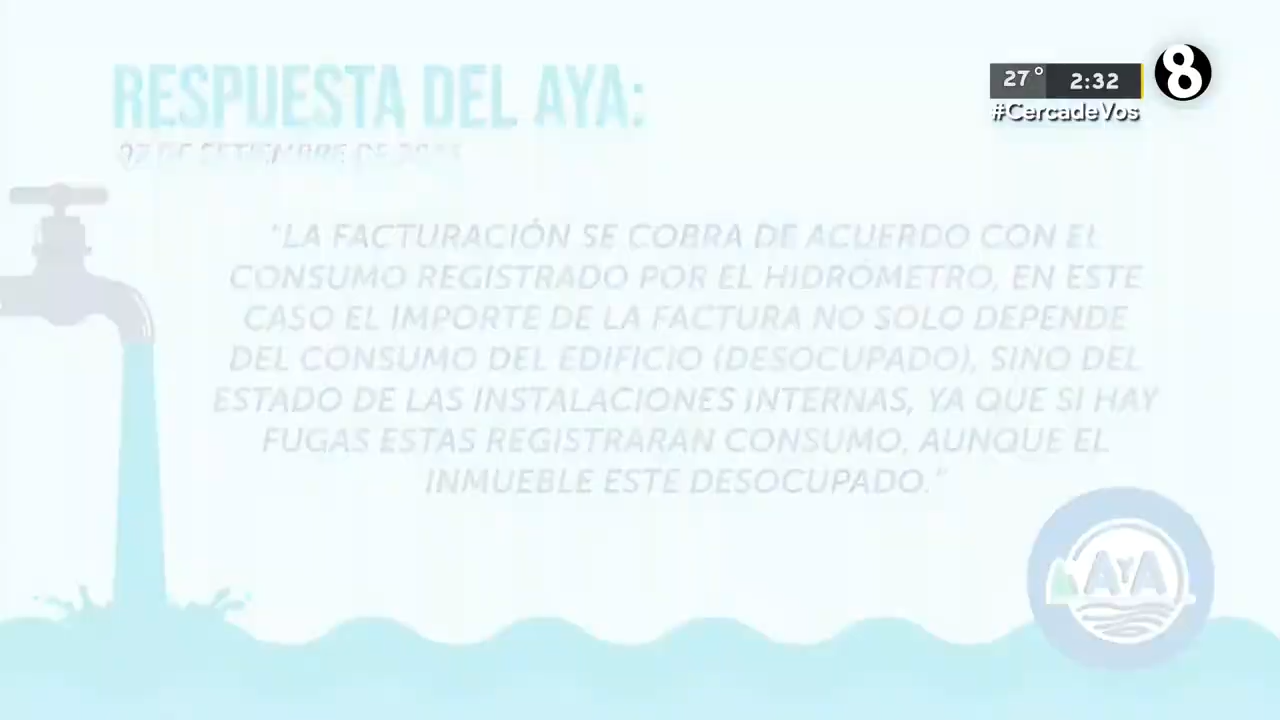 RESPUESTA DEL AYA:
27° 2:32
8
#CercadeVos
DE SETIEMBRE DE
"LA FACTURACIÓN SE COBRA DE ACUERDO CON EL
CONSUMO REGISTRADO POR EL HIDRÓMETRO, EN ESTE
CASO EL IMPORTE DE LA FACTURA NO SOLO DEPENDE
DEL CONSUMO DEL EDIFICIO (DESOCUPADO), SINO DEL
ESTADO DE LAS INSTALACIONES INTERNAS, YA QUE SI HAY
FUGAS ESTAS REGISTRARAN CONSUMO, AUNQUE EL
INMUEBLE ESTE DESOCUPADO."
AYA